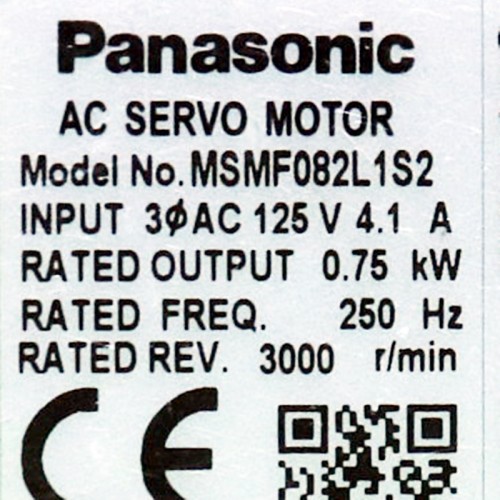 Panasonic
AC SERVO MOTOR
Model No. MSMF082L1S2
INPUT 3ϕAC 125 V 4.1 A
RATED OUTPUT 0.75 kW
RATED FREQ. 250 Hz
RATED REV. 3000 r/min
CE